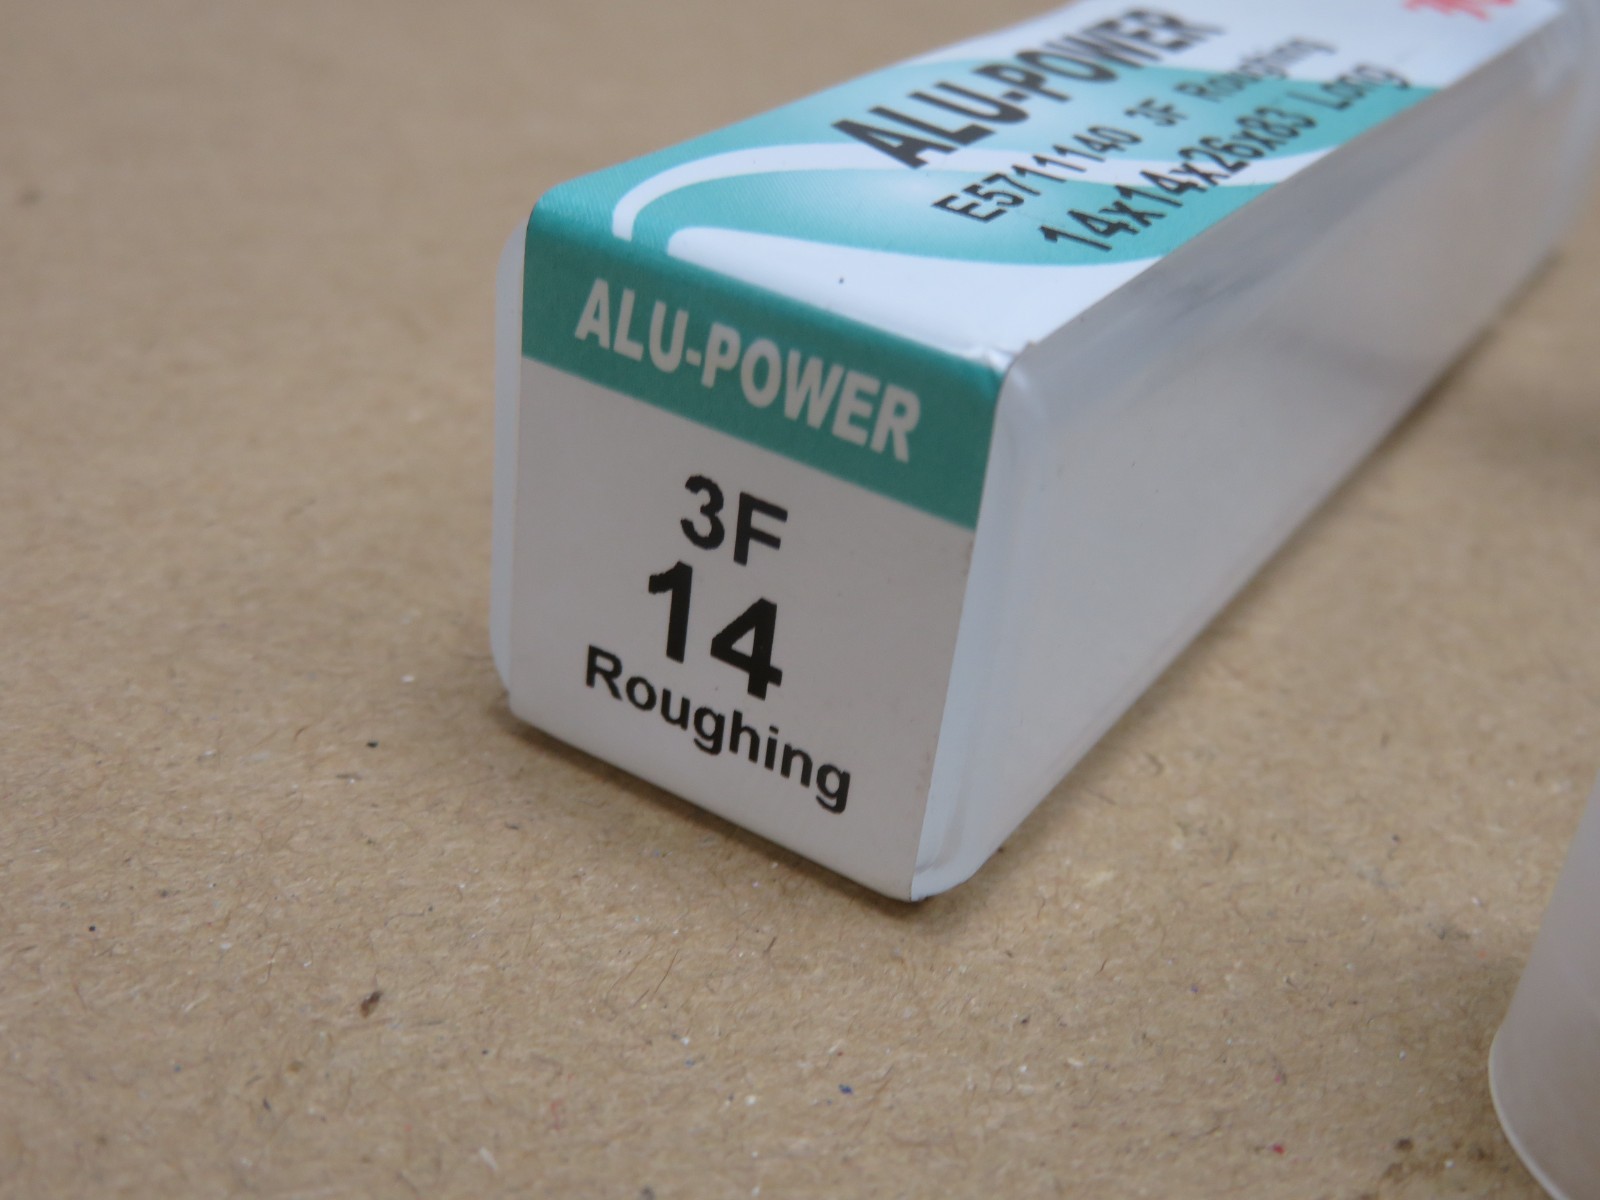 ALU-POWER
E5711140 3F Roughing
14x14x26x83 Long
ALU-POWER
3F
14
Roughing